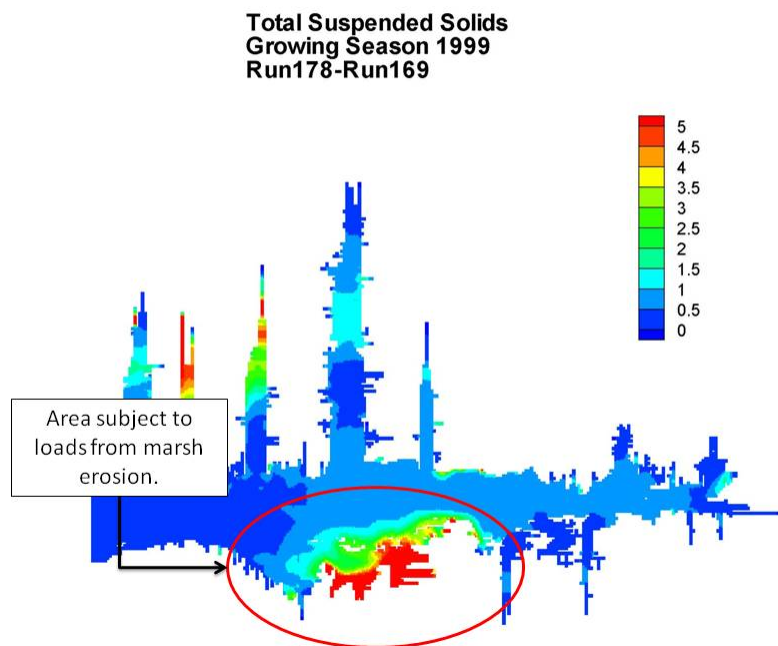 Total Suspended Solids
Growing Season 1999
Run178-Run169
5
4.5
4
3.5
3
2.5
2
1.5
1
0.5
0
Area subject to
loads from marsh
erosion.